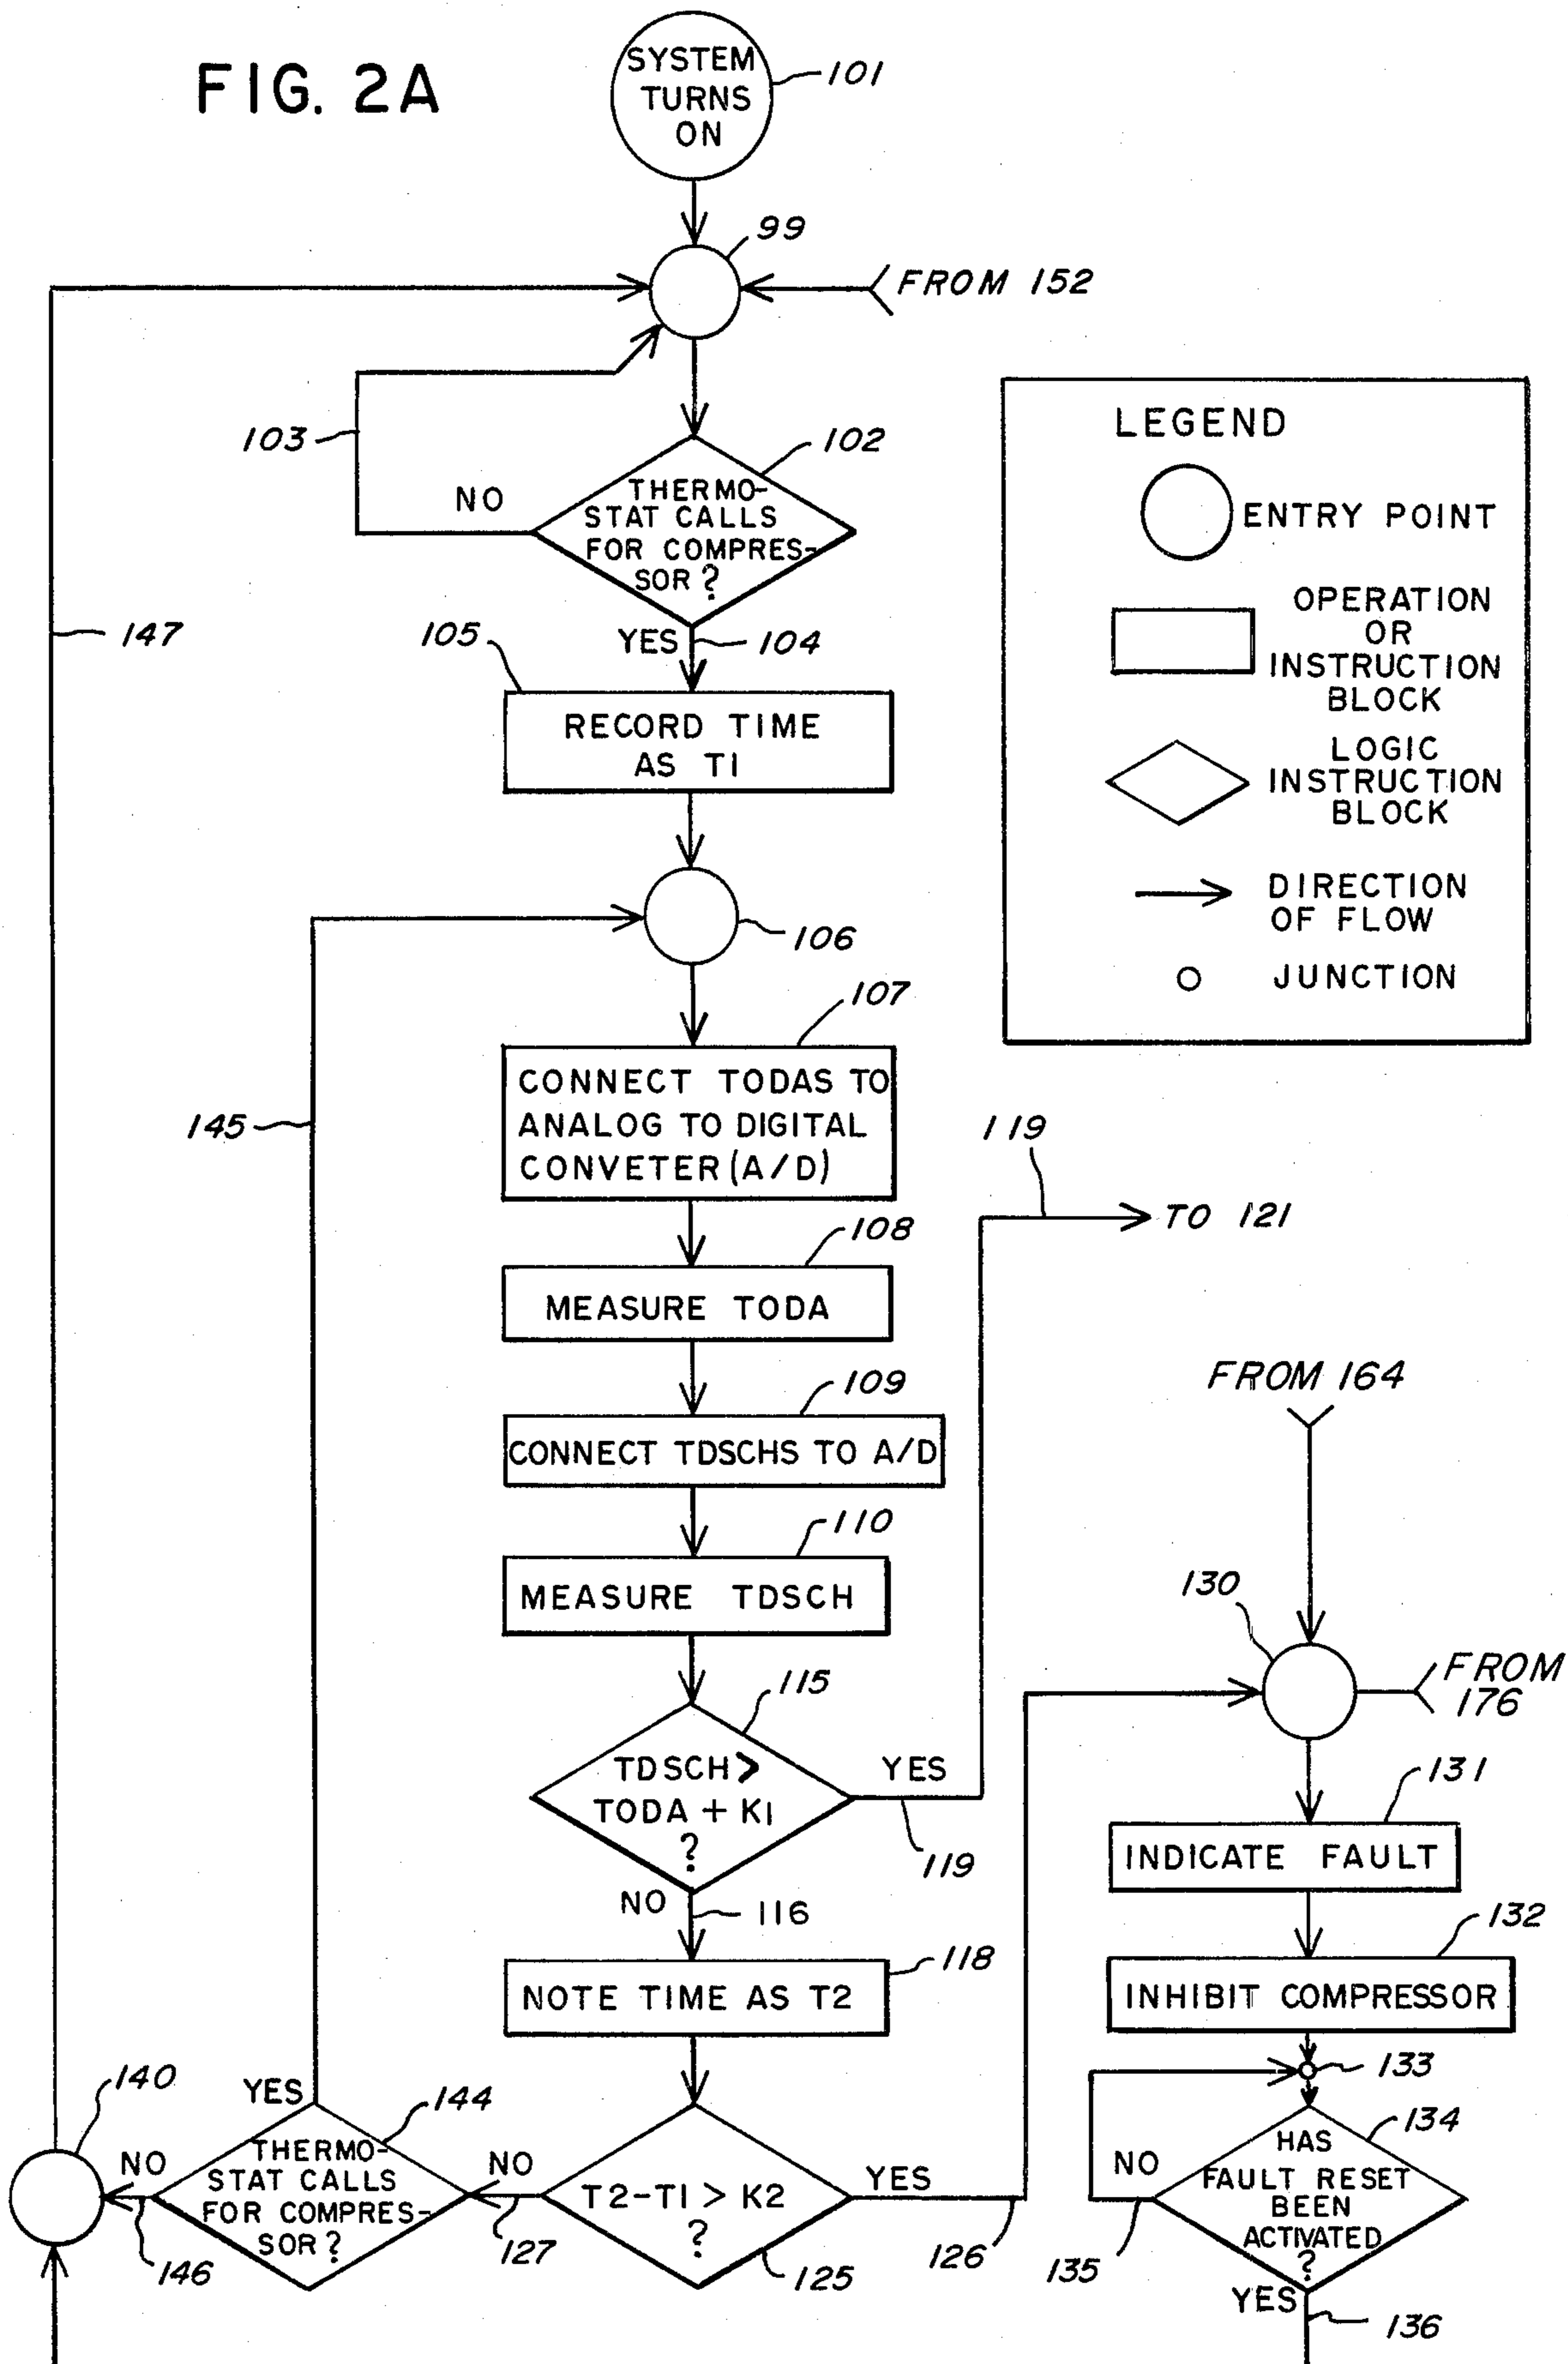 FIG. 2A
SYSTEM
TURNS
ON
101
99
FROM 152
103
102
NO
THERMO-
STAT CALLS
FOR COMPRES-
SOR?
YES
104
105
147
RECORD TIME
AS T1
106
LEGEND
ENTRY POINT
OPERATION
OR
INSTRUCTION
BLOCK
LOGIC
INSTRUCTION
BLOCK
DIRECTION
OF FLOW
JUNCTION
107
CONNECT TODAS TO
ANALOG TO DIGITAL
CONVETER (A/D)
145
119
TO 121
108
MEASURE TODA
109
CONNECT TDSCHS TO A/D
110
MEASURE TDSCH
FROM 164
130
FROM
176
115
TDSCH >
TODA + K1
?
YES
119
NO
116
131
INDICATE FAULT
118
NOTE TIME AS T2
132
INHIBIT COMPRESSOR
133
140
YES
144
THERMO-
STAT CALLS
FOR COMPRES-
SOR?
NO
146
NO
127
T2-T1 > K2
?
125
YES
126
134
HAS
FAULT RESET
BEEN
ACTIVATED
?
NO
135
YES
136